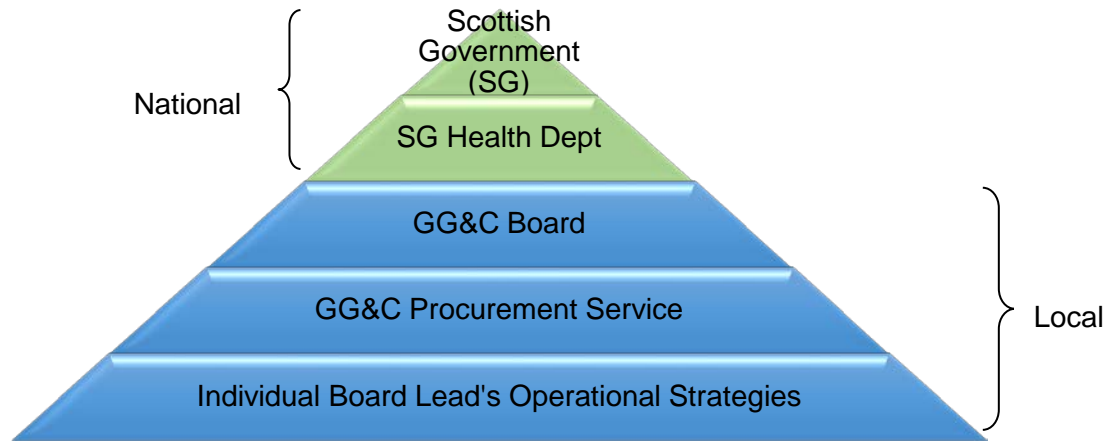 Scottish
Government
(SG)
National
SG Health Dept
GG&C Board
GG&C Procurement Service
Local
Individual Board Lead's Operational Strategies